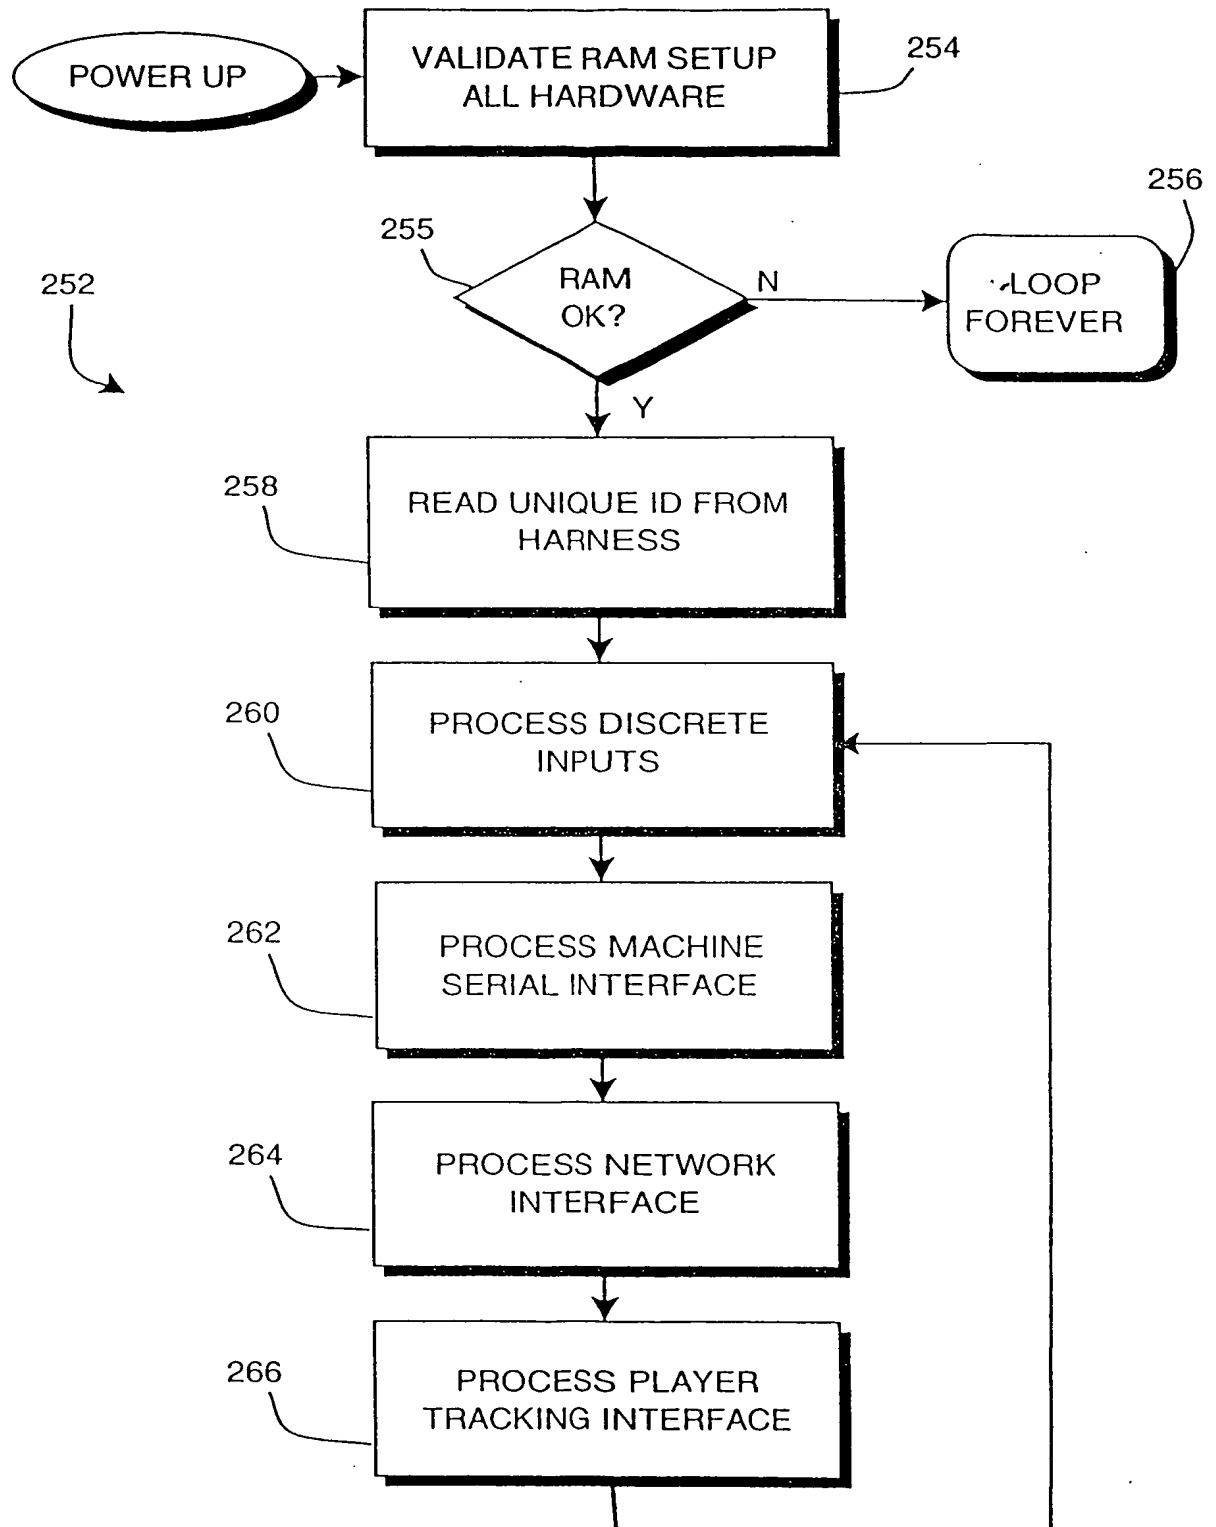 POWER UP
VALIDATE RAM SETUP
ALL HARDWARE
254
255
RAM
OK?
N
256
LOOP
FOREVER
252
Y
258
READ UNIQUE ID FROM
HARNESS
260
PROCESS DISCRETE
INPUTS
262
PROCESS MACHINE
SERIAL INTERFACE
264
PROCESS NETWORK
INTERFACE
266
PROCESS PLAYER
TRACKING INTERFACE